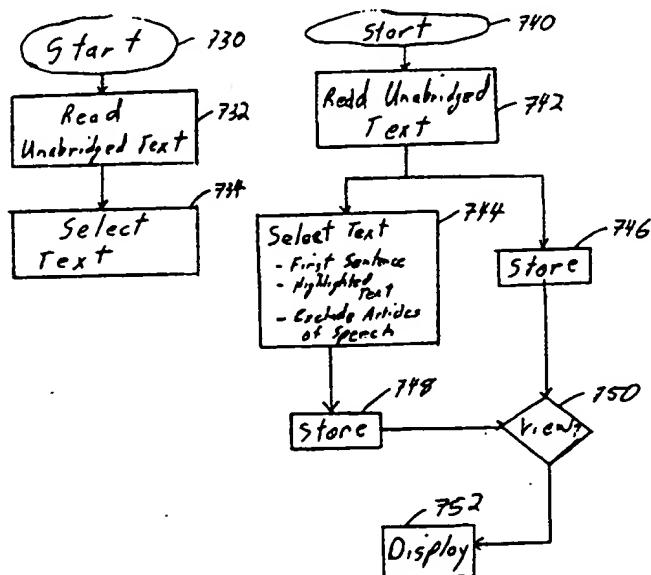 Start
730
Read
Unabridged Text
732
Select
Text
734
Start
740
Read Unabridged
Text
742
Select Text
- First Sentence
- Highlighted
Text
- Exclude Articles
of Speech
744
Store
746
Store
748
View?
750
Display
752